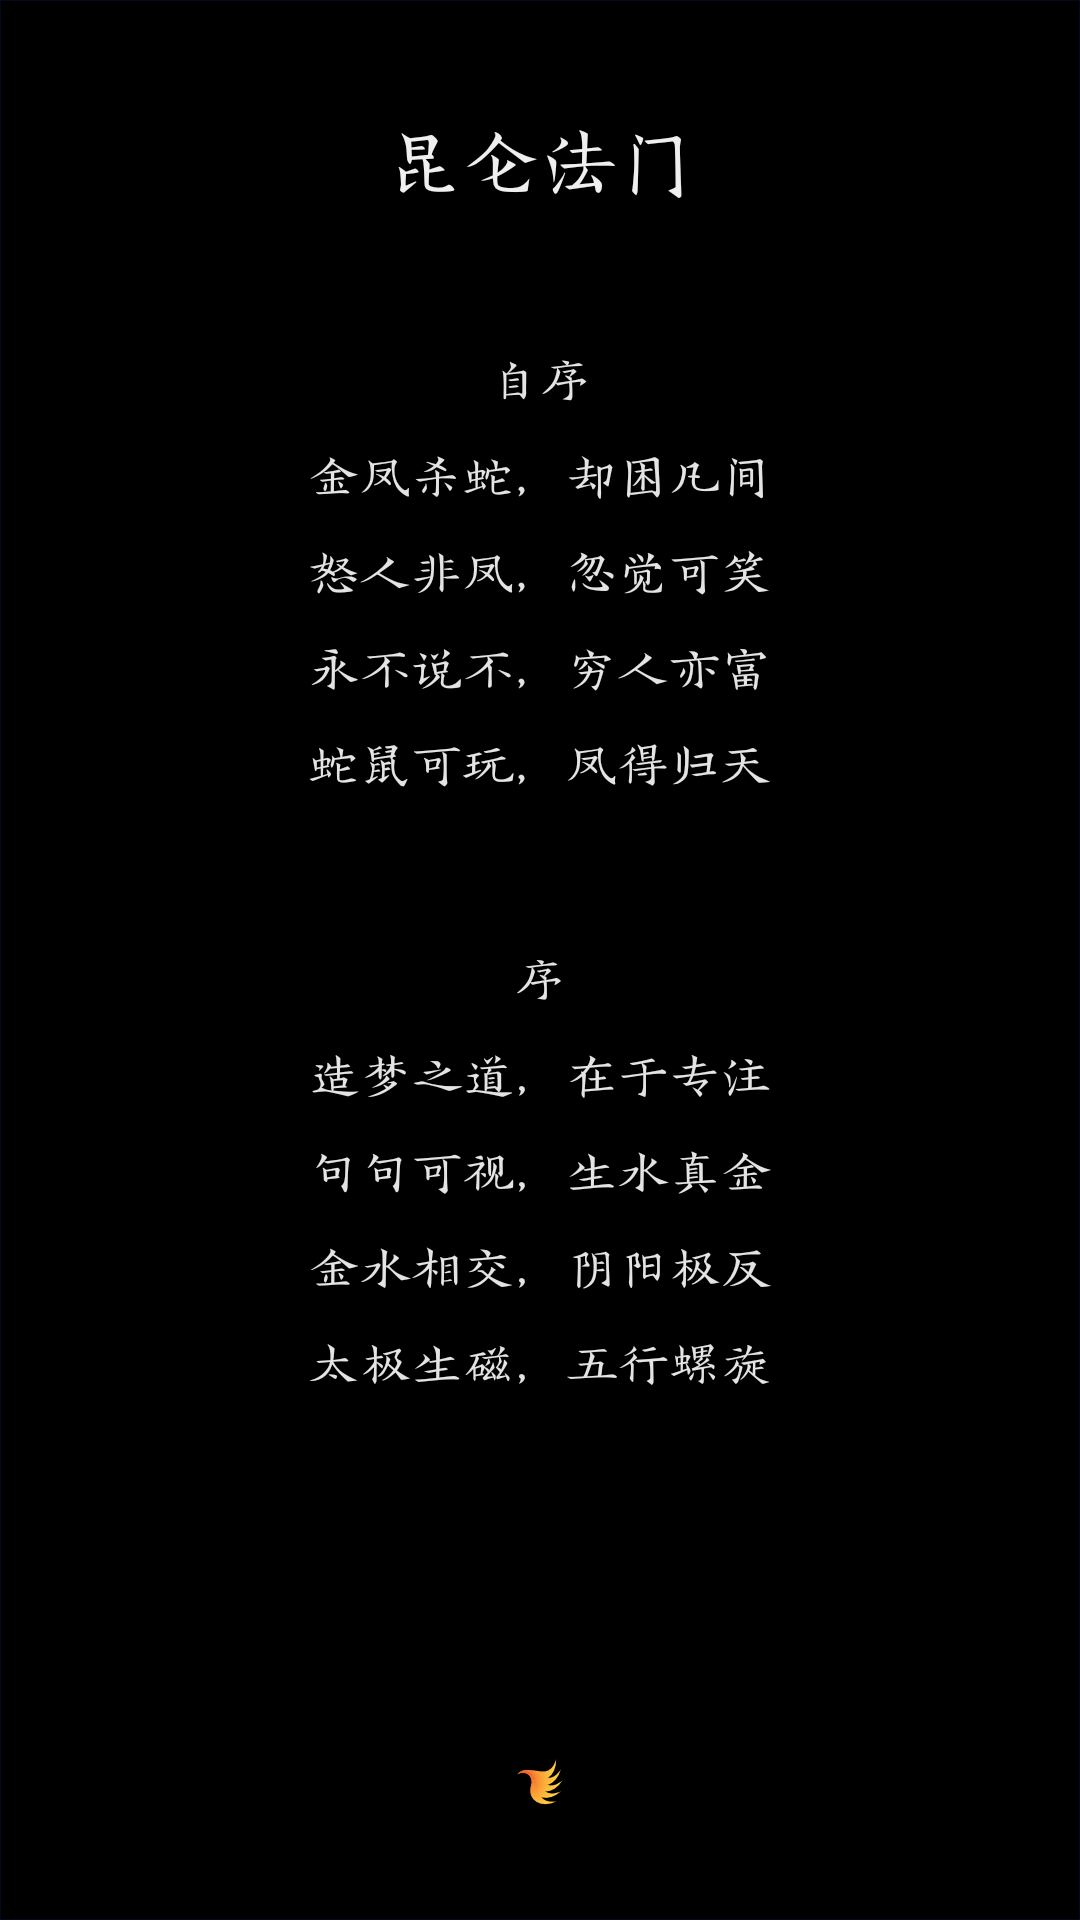 昆仑法门
自序
金凤杀蛇，却困凡间
怒人非凤，忽觉可笑
永不说不，穷人亦富
蛇鼠可玩，凤得归天
序
造梦之道，在于专注
句句可视，生水真金
金水相交，阴阳极反
太极生磁，五行螺旋